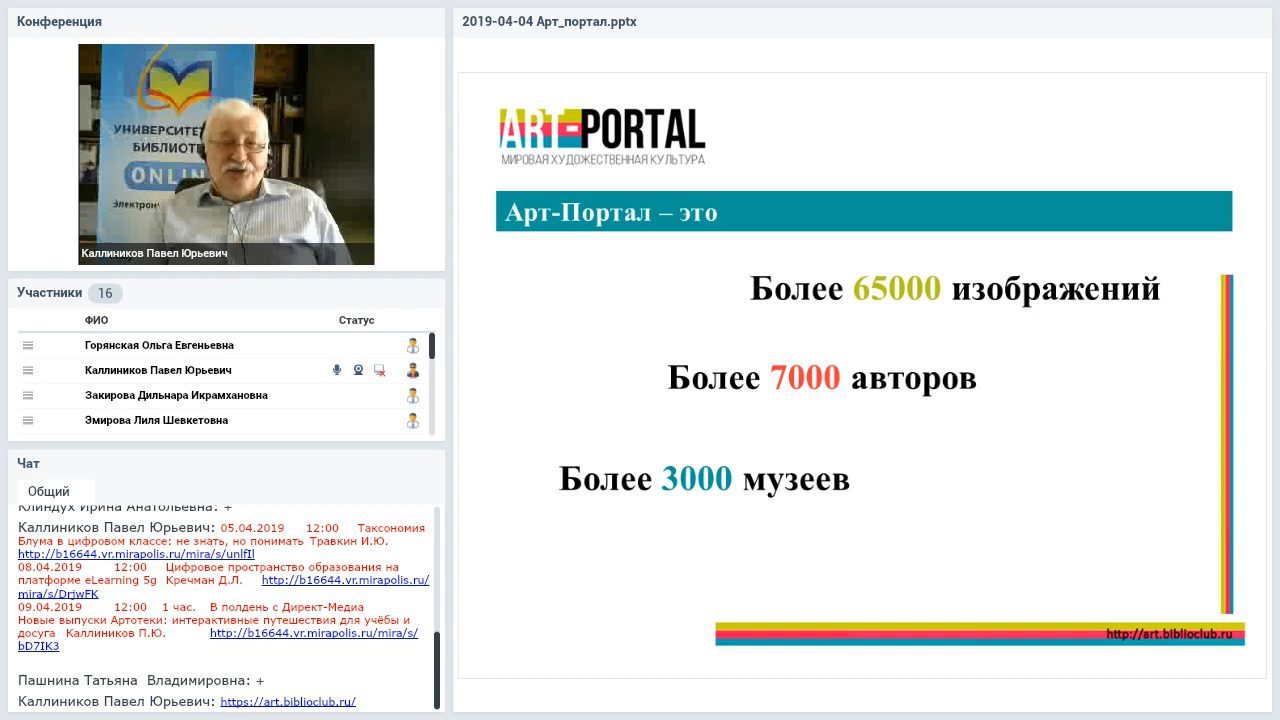 Конференция
УНИВЕРСИТЕ
БИБЛИОТ
ONLIN
Электрон
Каллиников Павел Юрьевич
Участники 16
ФИО Статус
Горянская Ольга Евгеньевна
Каллиников Павел Юрьевич
Закирова Дильнара Икрамхановна
Эмирова Лиля Шевкетовна
Чат
Общий
Клиндух Ирина Анатольевна: +
Каллиников Павел Юрьевич: 05.04.2019 12:00 Таксономия
Блума в цифровом классе: не знать, но понимать Травкин И.Ю.
http://b16644.vr.mirapolis.ru/mira/s/unlfIl
08.04.2019 12:00 Цифровое пространство образования на
платформе eLearning 5g Кречман Д.Л. http://b16644.vr.mirapolis.ru/
mira/s/DrjwFK
09.04.2019 12:00 1 час. В полдень с Директ-Медиа
Новые выпуски Артотеки: интерактивные путешествия для учёбы и
досуга Каллиников П.Ю. http://b16644.vr.mirapolis.ru/mira/s/
bD7IK3
Пашнина Татьяна Владимировна: +
Каллиников Павел Юрьевич: https://art.biblioclub.ru/
2019-04-04 Арт_портал.pptx
ART-PORTAL
МИРОВАЯ ХУДОЖЕСТВЕННАЯ КУЛЬТУРА
Арт-Портал – это
Более 65000 изображений
Более 7000 авторов
Более 3000 музеев
http://art.biblioclub.ru